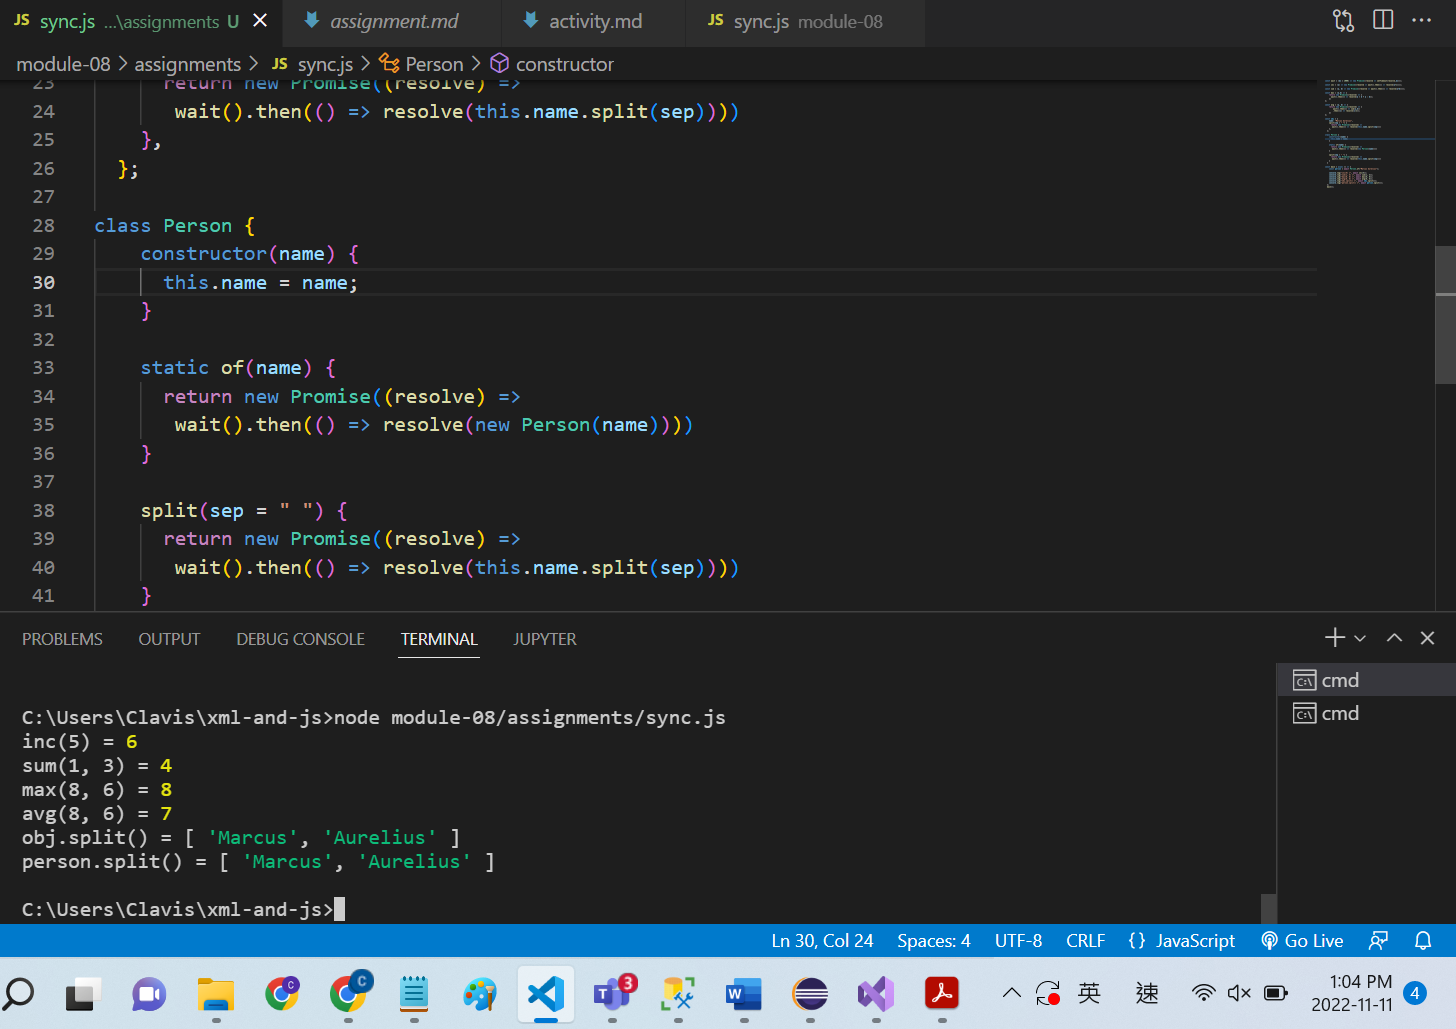 JS sync.js ...\assignments U
assignment.md
activity.md
JS sync.js module-08
module-08 > assignments > JS sync.js > Person > constructor
23 return new Promise((resolve) =>
24 wait().then(() => resolve(this.name.split(sep))))
25 },
26 };
27
28 class Person {
29 constructor(name) {
30 this.name = name;
31 }
32
33 static of(name) {
34 return new Promise((resolve) =>
35 wait().then(() => resolve(new Person(name))))
36 }
37
38 split(sep = " ") {
39 return new Promise((resolve) =>
40 wait().then(() => resolve(this.name.split(sep))))
41 }
PROBLEMS OUTPUT DEBUG CONSOLE TERMINAL JUPYTER
cmd
cmd
C:\Users\Clavis\xml-and-js>node module-08/assignments/sync.js
inc(5) = 6
sum(1, 3) = 4
max(8, 6) = 8
avg(8, 6) = 7
obj.split() = [ 'Marcus', 'Aurelius' ]
person.split() = [ 'Marcus', 'Aurelius' ]
C:\Users\Clavis\xml-and-js>
Ln 30, Col 24 Spaces: 4 UTF-8 CRLF {} JavaScript Go Live
C
C
T 3
W
英 速
1:04 PM
2022-11-11
4